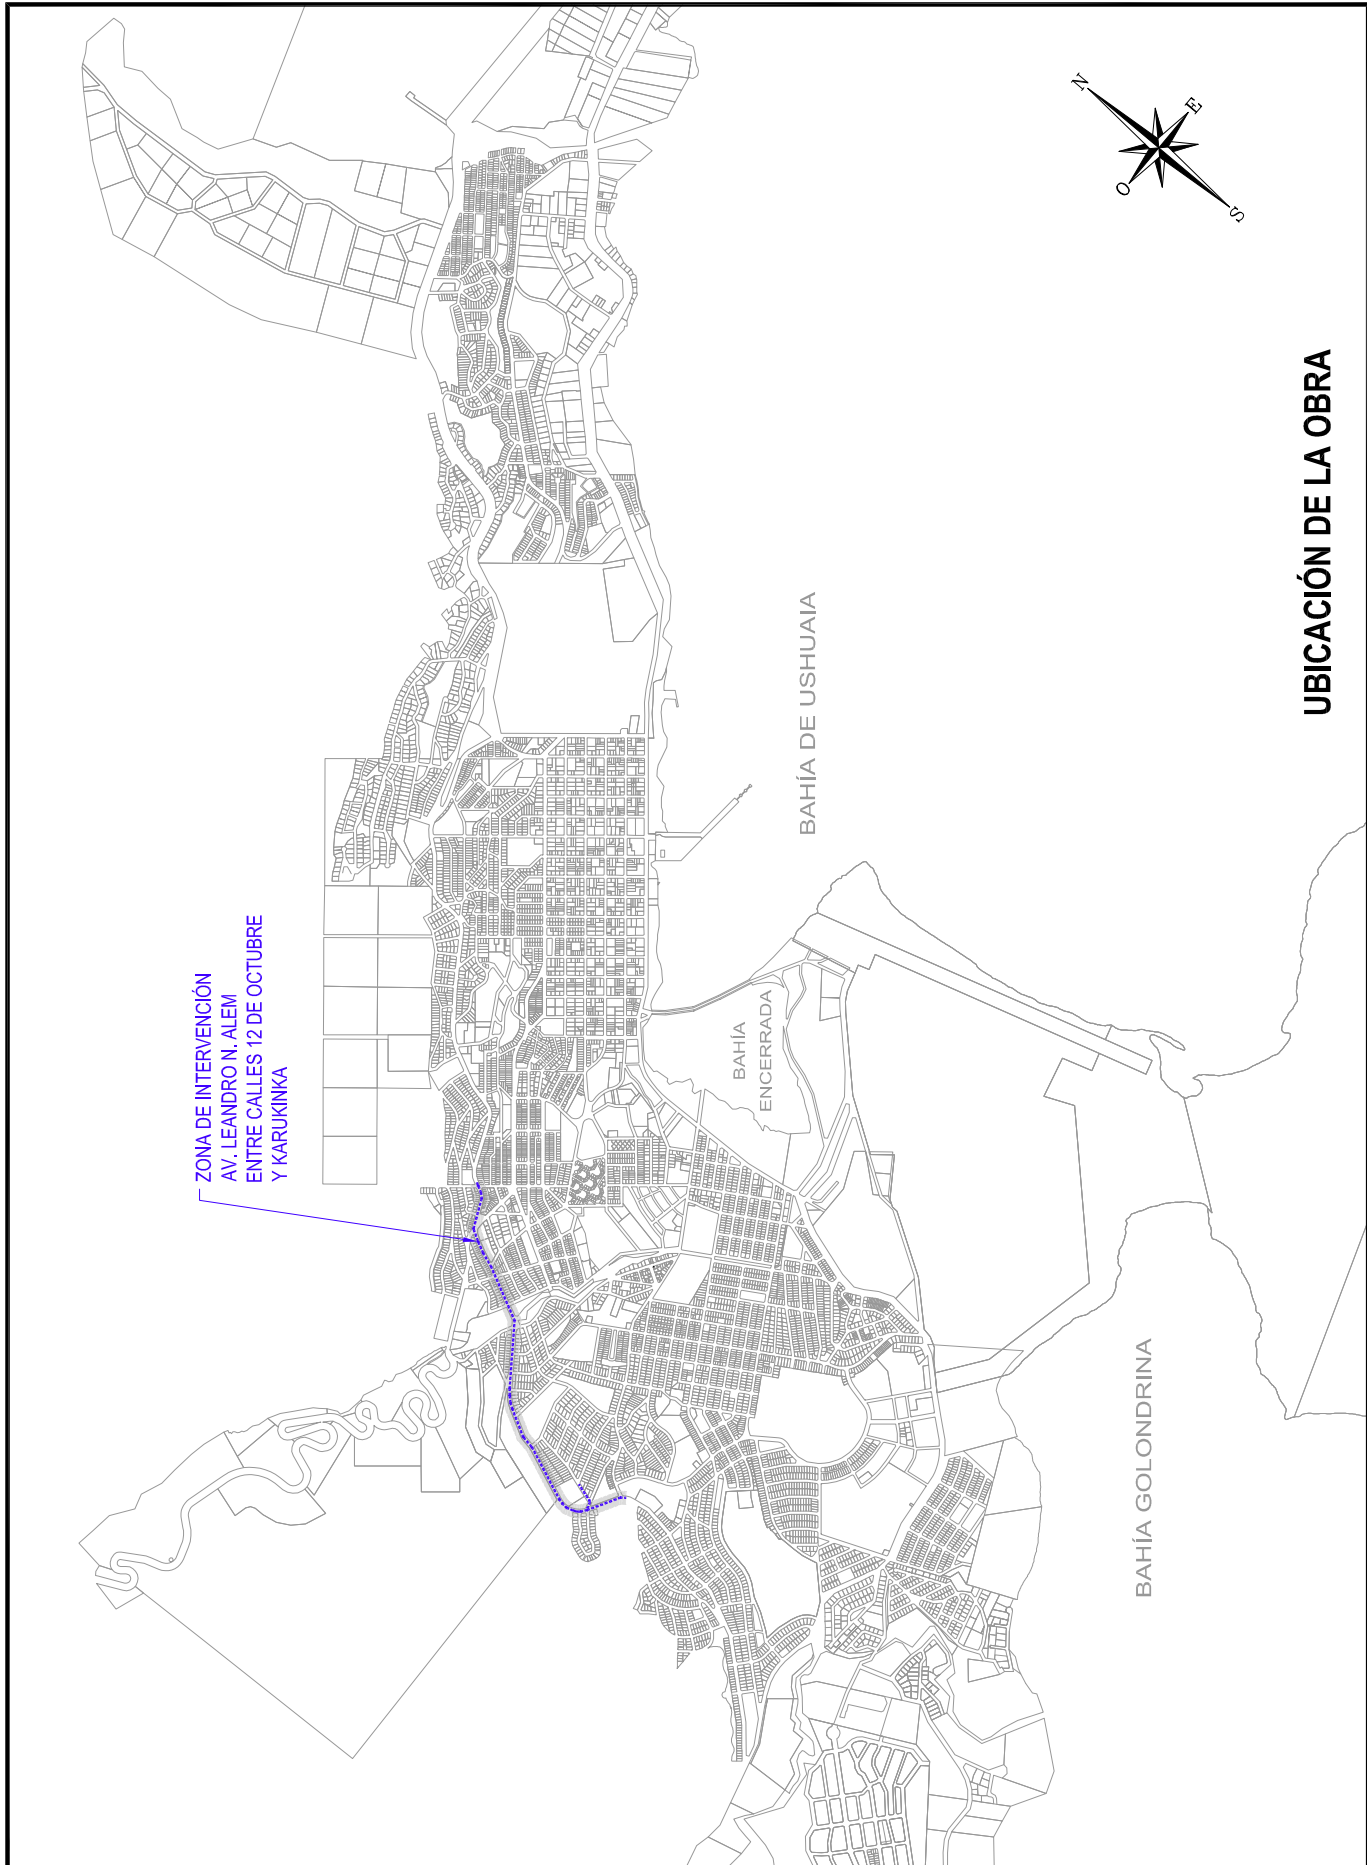 ZONA DE INTERVENCIÓN
AV. LEANDRO N. ALEM
ENTRE CALLES 12 DE OCTUBRE
Y KARUKINKA
N
E
O
S
BAHÍA DE USHUAIA
BAHÍA
ENCERRADA
BAHÍA GOLONDRINA
UBICACIÓN DE LA OBRA